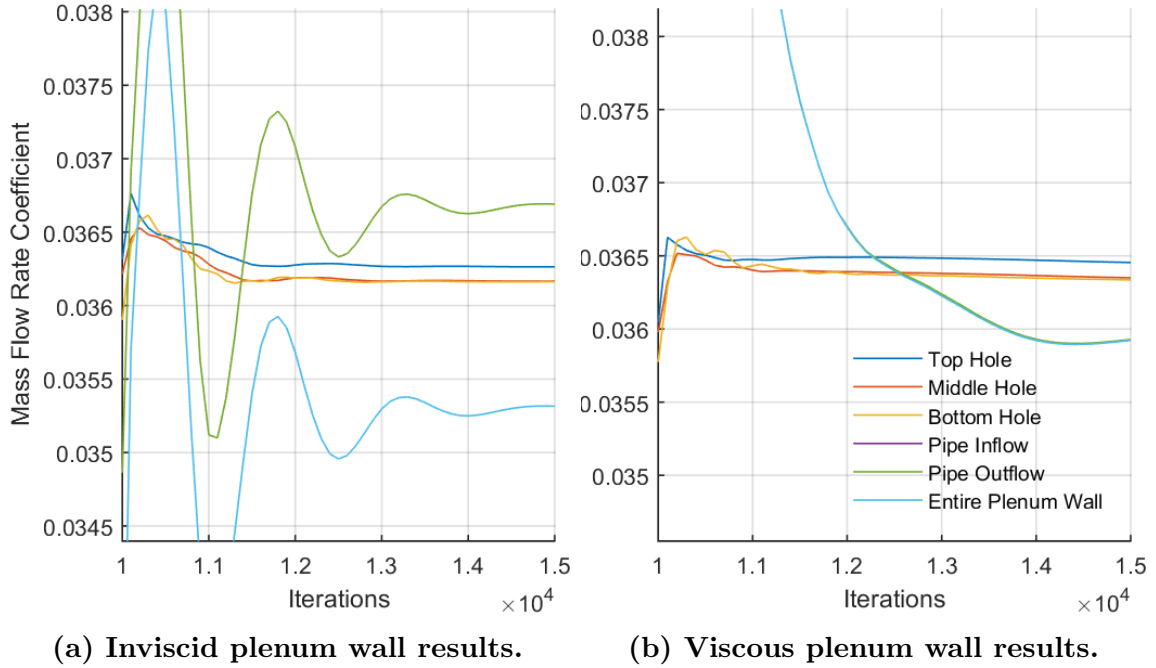 0.038
0.0375
0.037
0.0365
0.036
0.0355
0.035
0.0345
Mass Flow Rate Coefficient
1 1.1 1.2 1.3 1.4 1.5
Iterations
×10⁴
(a) Inviscid plenum wall results.
0.038
0.0375
0.037
0.0365
0.036
0.0355
0.035
Top Hole
Middle Hole
Bottom Hole
Pipe Inflow
Pipe Outflow
Entire Plenum Wall
1 1.1 1.2 1.3 1.4 1.5
Iterations
×10⁴
(b) Viscous plenum wall results.